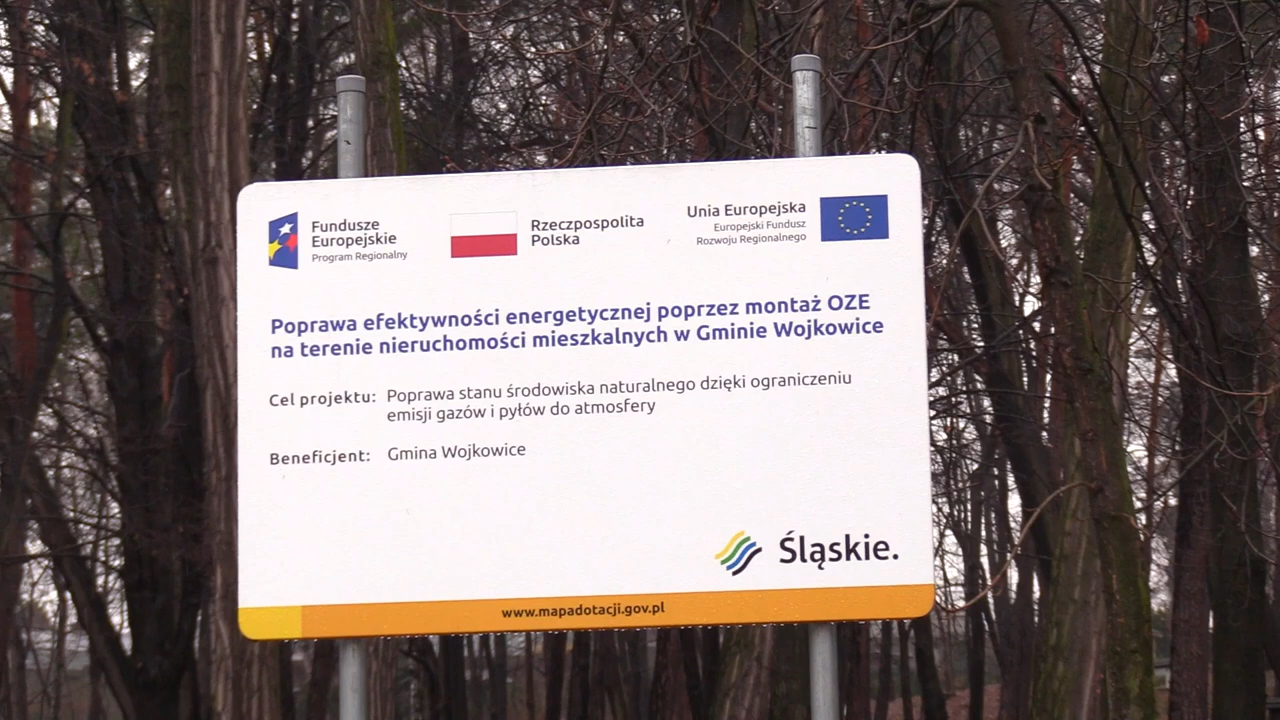 Fundusze
Europejskie
Program Regionalny
Rzeczpospolita
Polska
Unia Europejska
Europejski Fundusz
Rozwoju Regionalnego
Poprawa efektywności energetycznej poprzez montaż OZE
na terenie nieruchomości mieszkalnych w Gminie Wojkowice
Cel projektu: Poprawa stanu środowiska naturalnego dzięki ograniczeniu
emisji gazów i pyłów do atmosfery
Beneficjent: Gmina Wojkowice
Śląskie.
www.mapadotacji.gov.pl